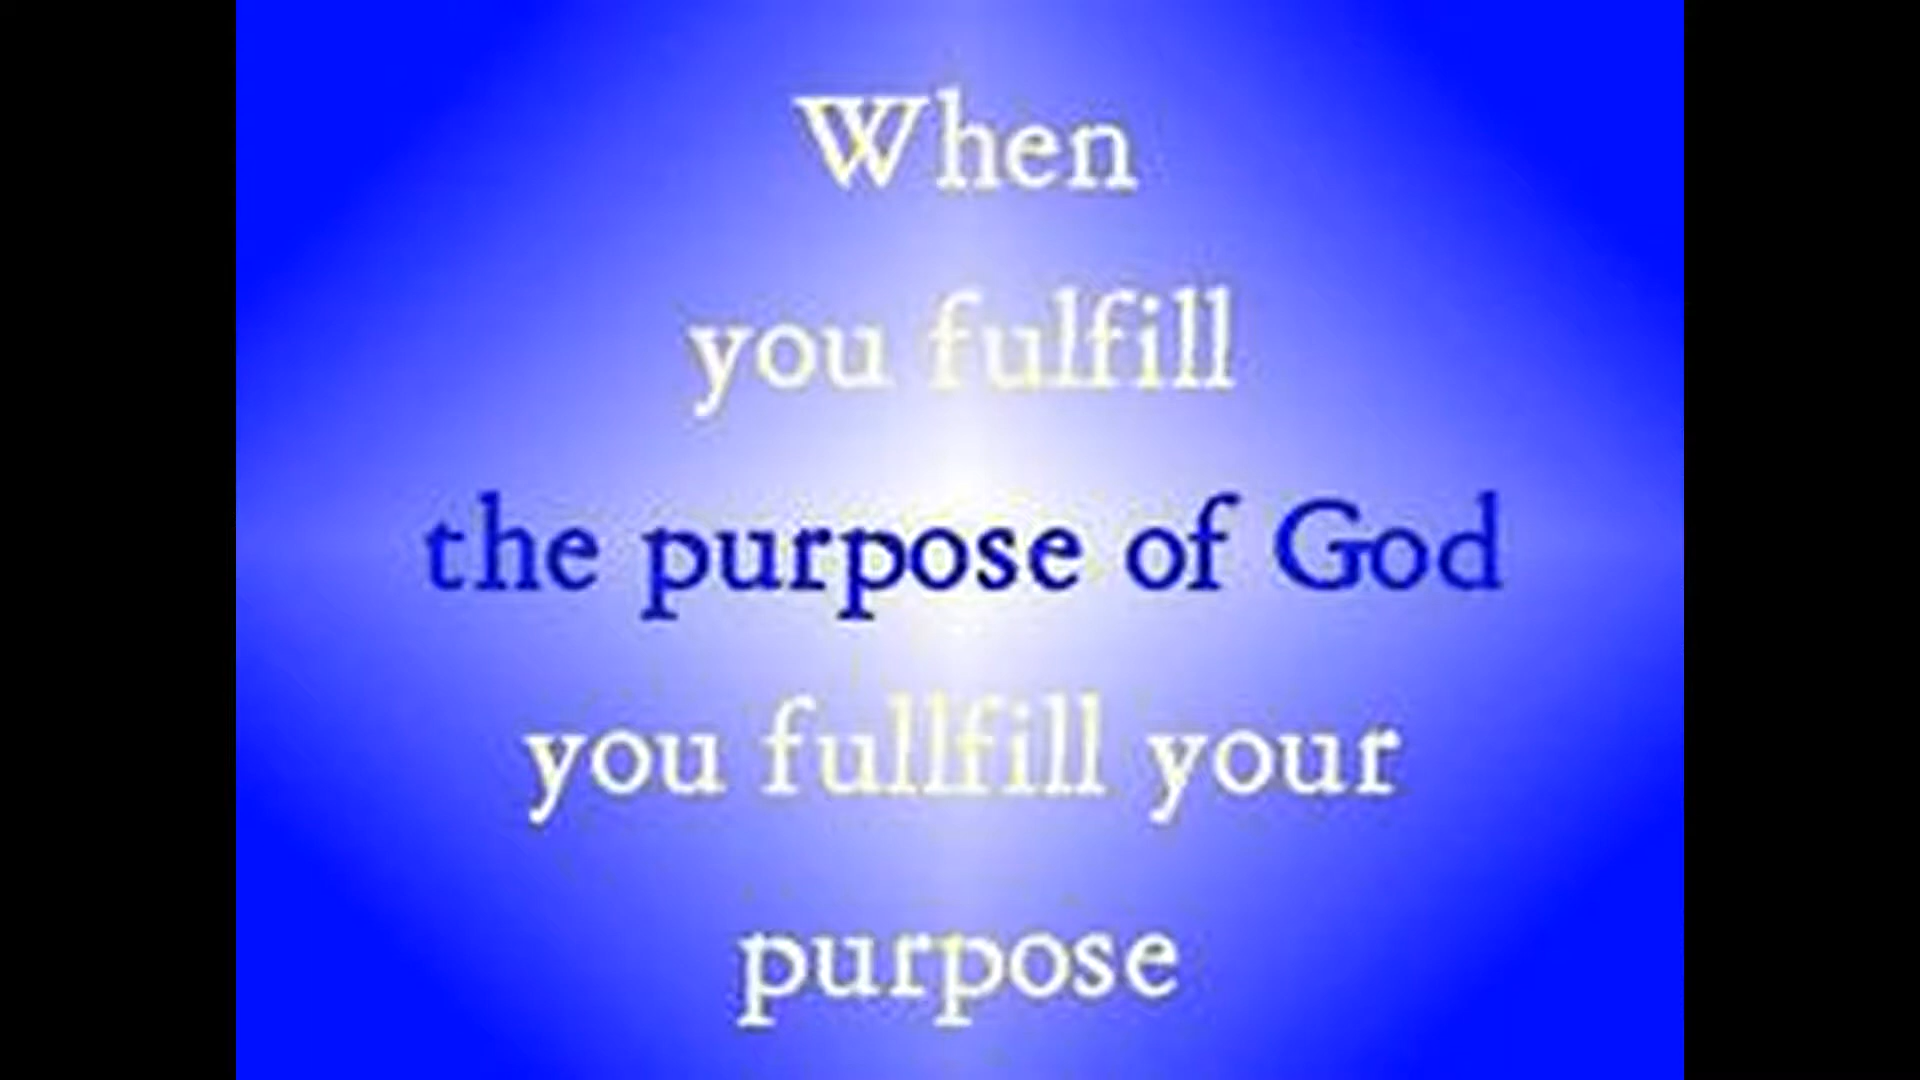 When
you fulfill
the purpose of God
you fullfill your
purpose